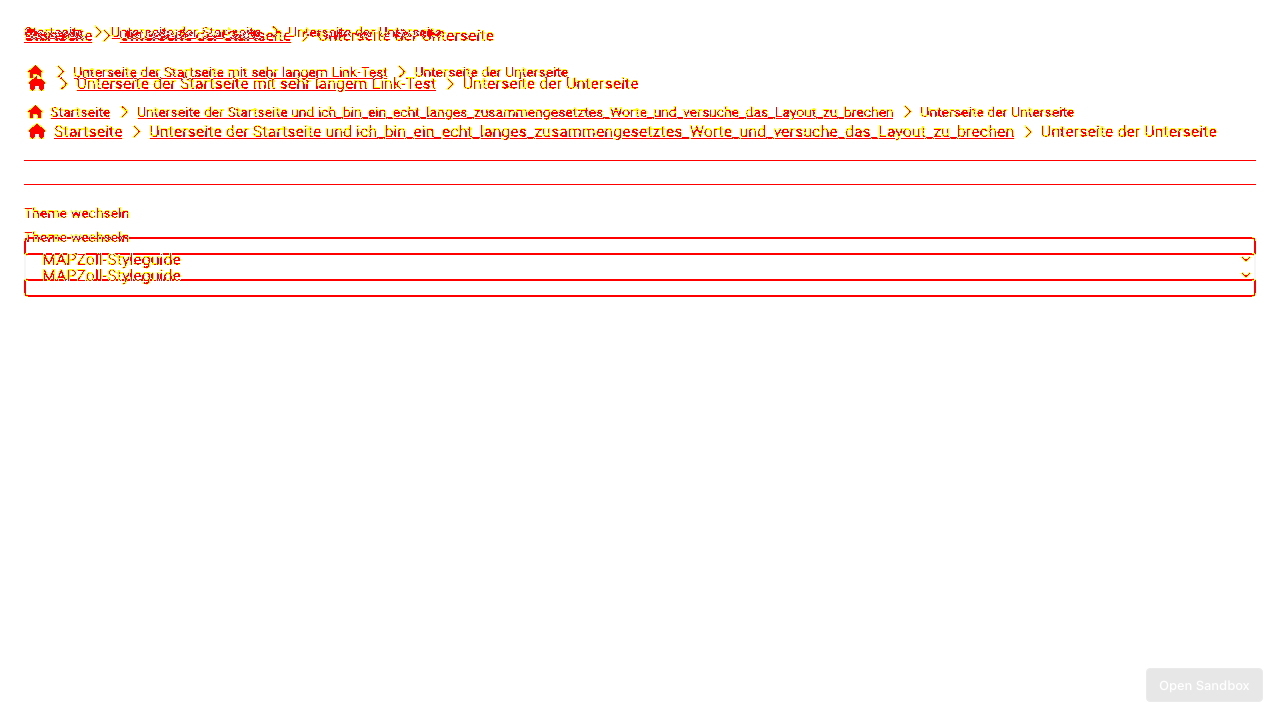 Startseite Unterseite der Startseite Unterseite der Unterseite
Startseite Unterseite der Startseite Unterseite der Unterseite
Unterseite der Startseite mit sehr langem Link-Test Unterseite der Unterseite
Unterseite der Startseite mit sehr langem Link-Test Unterseite der Unterseite
Startseite Unterseite der Startseite und ich_bin_ein_echt_langes_zusammengesetztes_Worte_und_versuche_das_Layout_zu_brechen Unterseite der Unterseite
Startseite Unterseite der Startseite und ich_bin_ein_echt_langes_zusammengesetztes_Worte_und_versuche_das_Layout_zu_brechen Unterseite der Unterseite
Theme wechseln
Theme wechseln
MAPZoll-Styleguide
MAPZoll-Styleguide
Open Sandbox